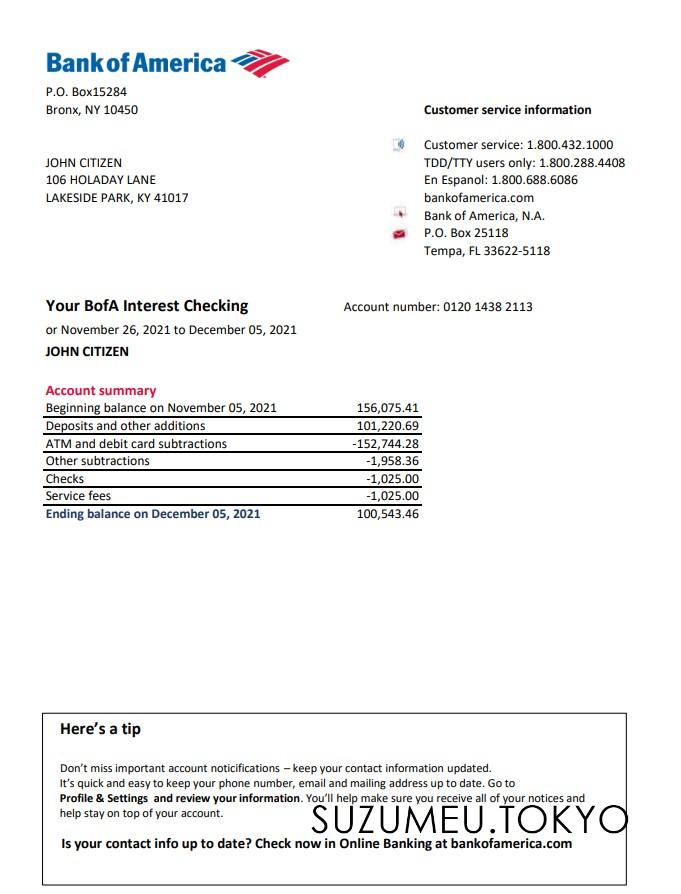 Bank of America
P.O. Box15284
Bronx, NY 10450
Customer service information
Customer service: 1.800.432.1000
TDD/TTY users only: 1.800.288.4408
En Espanol: 1.800.688.6086
bankofamerica.com
Bank of America, N.A.
P.O. Box 25118
Tempa, FL 33622-5118
JOHN CITIZEN
106 HOLADAY LANE
LAKESIDE PARK, KY 41017
Your BofA Interest Checking
Account number: 0120 1438 2113
or November 26, 2021 to December 05, 2021
JOHN CITIZEN
Account summary
Beginning balance on November 05, 2021 156,075.41
Deposits and other additions 101,220.69
ATM and debit card subtractions -152,744.28
Other subtractions -1,958.36
Checks -1,025.00
Service fees -1,025.00
Ending balance on December 05, 2021 100,543.46
Here’s a tip
Don’t miss important account noticifications – keep your contact information updated.
It’s quick and easy to keep your phone number, email and mailing address up to date. Go to
Profile & Settings and review your information. You’ll help make sure you receive all of your notices and
help stay on top of your account.
SUZUMEU.TOKYO
Is your contact info up to date? Check now in Online Banking at bankofamerica.com